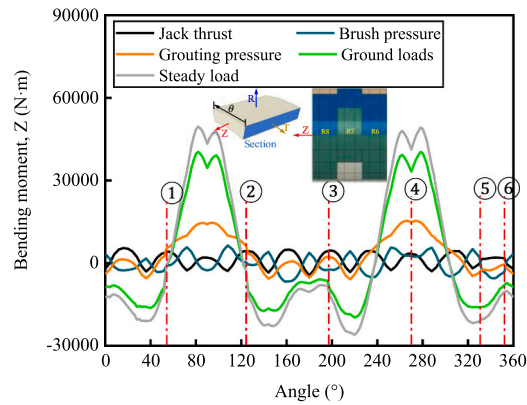 90000
60000
30000
0
-30000
Bending moment, Z (N·m)
Jack thrust
Brush pressure
Grouting pressure
Ground loads
Steady load
R
θ
Z
T
Section
Z
R8
R7
R6
①
②
③
④
⑤
⑥
0
40
80
120
160
200
240
280
320
360
Angle (°)